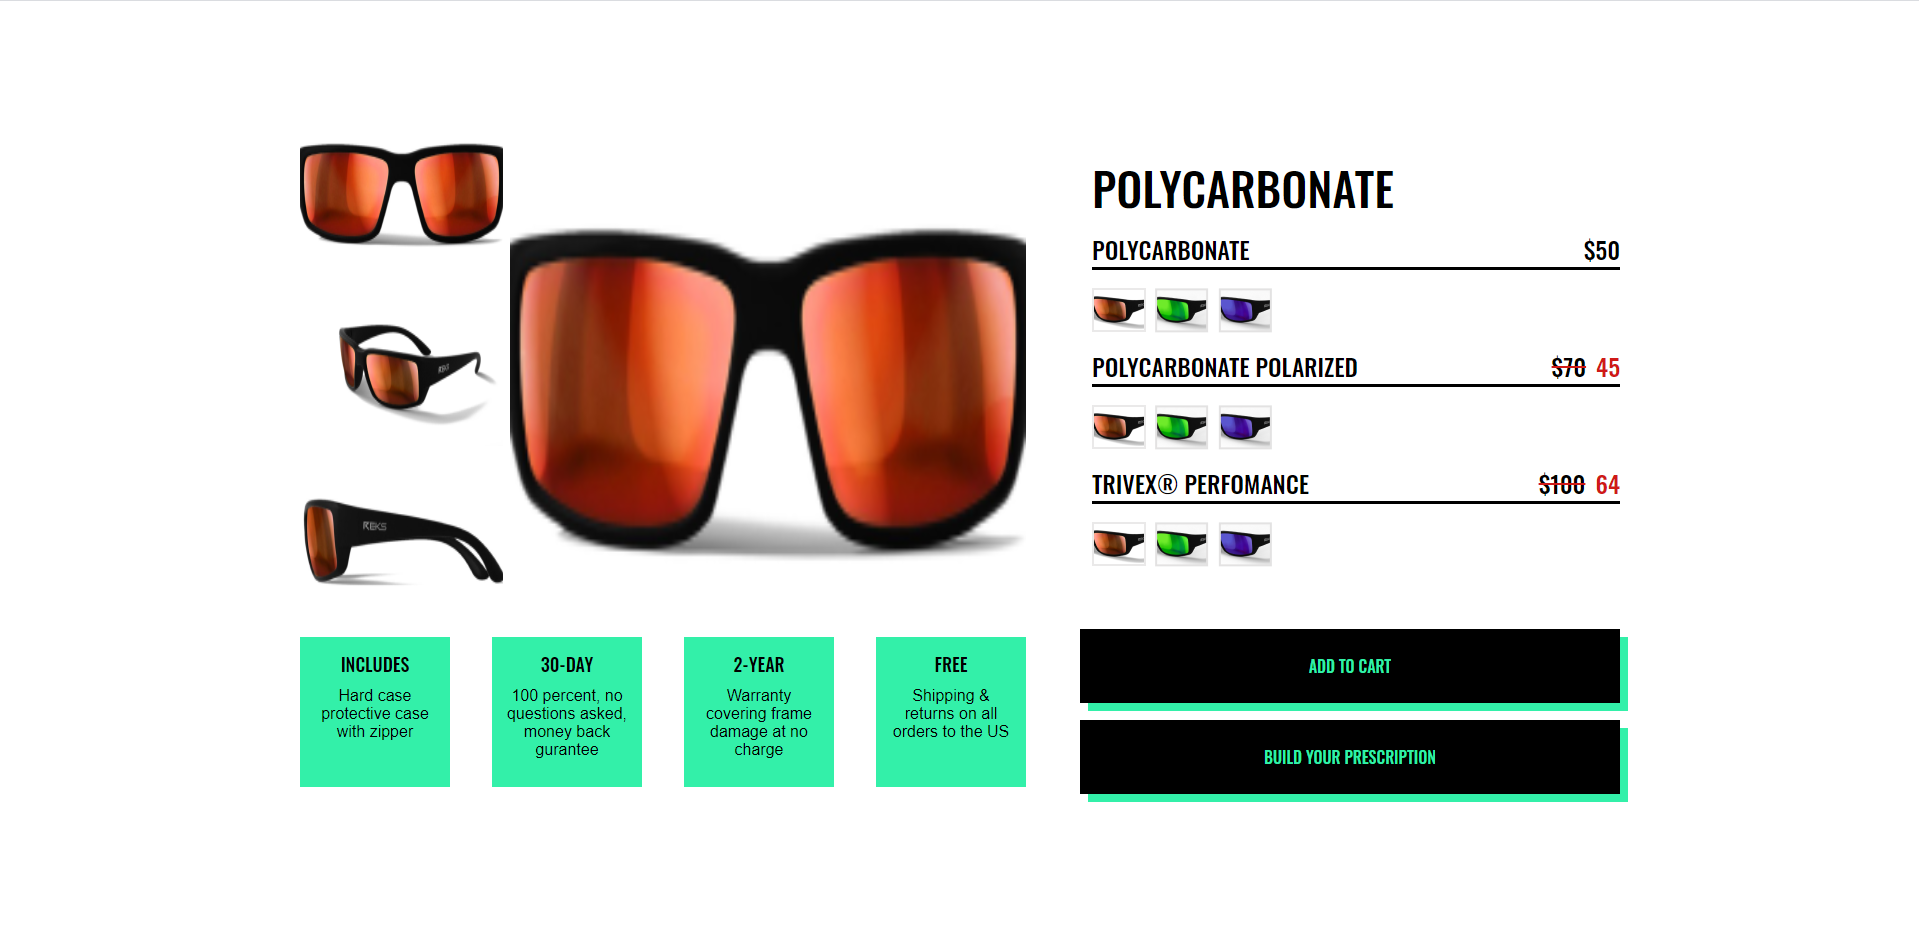 POLYCARBONATE
POLYCARBONATE $50
POLYCARBONATE POLARIZED $70 45
TRIVEX® PERFOMANCE $100 64
REKS
REKS
INCLUDES
Hard case
protective case
with zipper
30-DAY
100 percent, no
questions asked,
money back
gurantee
2-YEAR
Warranty
covering frame
damage at no
charge
FREE
Shipping &
returns on all
orders to the US
ADD TO CART
BUILD YOUR PRESCRIPTION